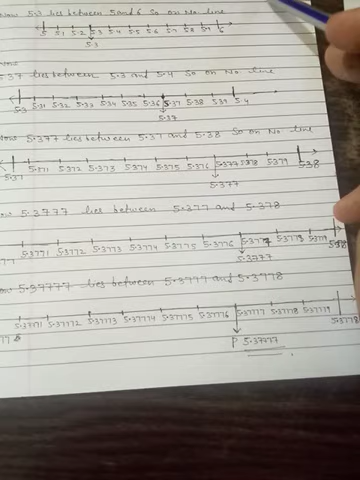 Now 5.3 lies between 5 and 6 So on No. line
5 5.1 5.2 5.3 5.4 5.5 5.6 5.7 5.8 5.9 6
5.3
5.37 lies between 5.3 and 5.4 So on No. line
5.3 5.31 5.32 5.33 5.34 5.35 5.36 5.37 5.38 5.39 5.4
5.37
Now 5.377 lies between 5.37 and 5.38 So on No line
5.37 5.371 5.372 5.373 5.374 5.375 5.376 5.377 5.378 5.379 5.38
5.377
5.3777 lies between 5.377 and 5.378
5.3771 5.3772 5.3773 5.3774 5.3775 5.3776 5.3777 5.3778 5.3779
5.3777
5.37777 lies between 5.3777 and 5.3778
5.37771 5.37772 5.37773 5.37774 5.37775 5.37776 5.37777 5.37778 5.37779 5.3778
P 5.37777